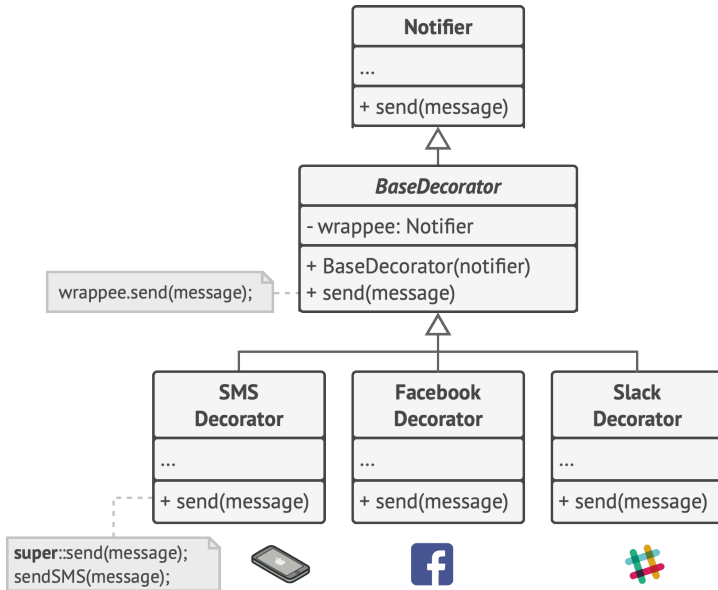 Notifier
...
+ send(message)
BaseDecorator
- wrappee: Notifier
+ BaseDecorator(notifier)
+ send(message)
wrappee.send(message);
SMS
Decorator
...
+ send(message)
Facebook
Decorator
...
+ send(message)
Slack
Decorator
...
+ send(message)
super::send(message);
sendSMS(message);